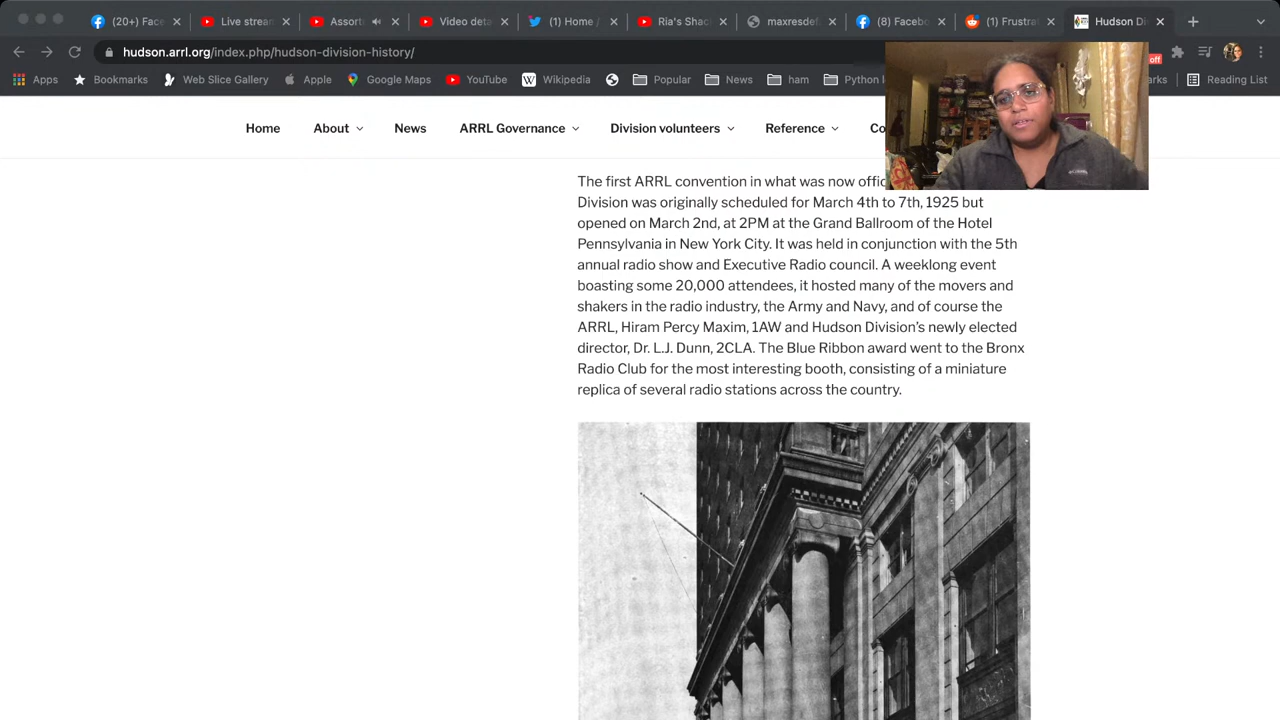 (20+) Face
Live stream
Assorte
Video deta
(1) Home /
Ria's Shac
maxresdef.
(8) Facebo
(1) Frustrat
Hudson Di
hudson.arrl.org/index.php/hudson-division-history/
Apps
Bookmarks
Web Slice Gallery
Apple
Google Maps
YouTube
Wikipedia
Popular
News
ham
Python
off
Reading List
Home
About
News
ARRL Governance
Division volunteers
Reference
The first ARRL convention in what was now
Division was originally scheduled for March 4th to 7th, 1925 but
opened on March 2nd, at 2PM at the Grand Ballroom of the Hotel
Pennsylvania in New York City. It was held in conjunction with the 5th
annual radio show and Executive Radio council. A weeklong event
boasting some 20,000 attendees, it hosted many of the movers and
shakers in the radio industry, the Army and Navy, and of course the
ARRL, Hiram Percy Maxim, 1AW and Hudson Division’s newly elected
director, Dr. L.J. Dunn, 2CLA. The Blue Ribbon award went to the Bronx
Radio Club for the most interesting booth, consisting of a miniature
replica of several radio stations across the country.